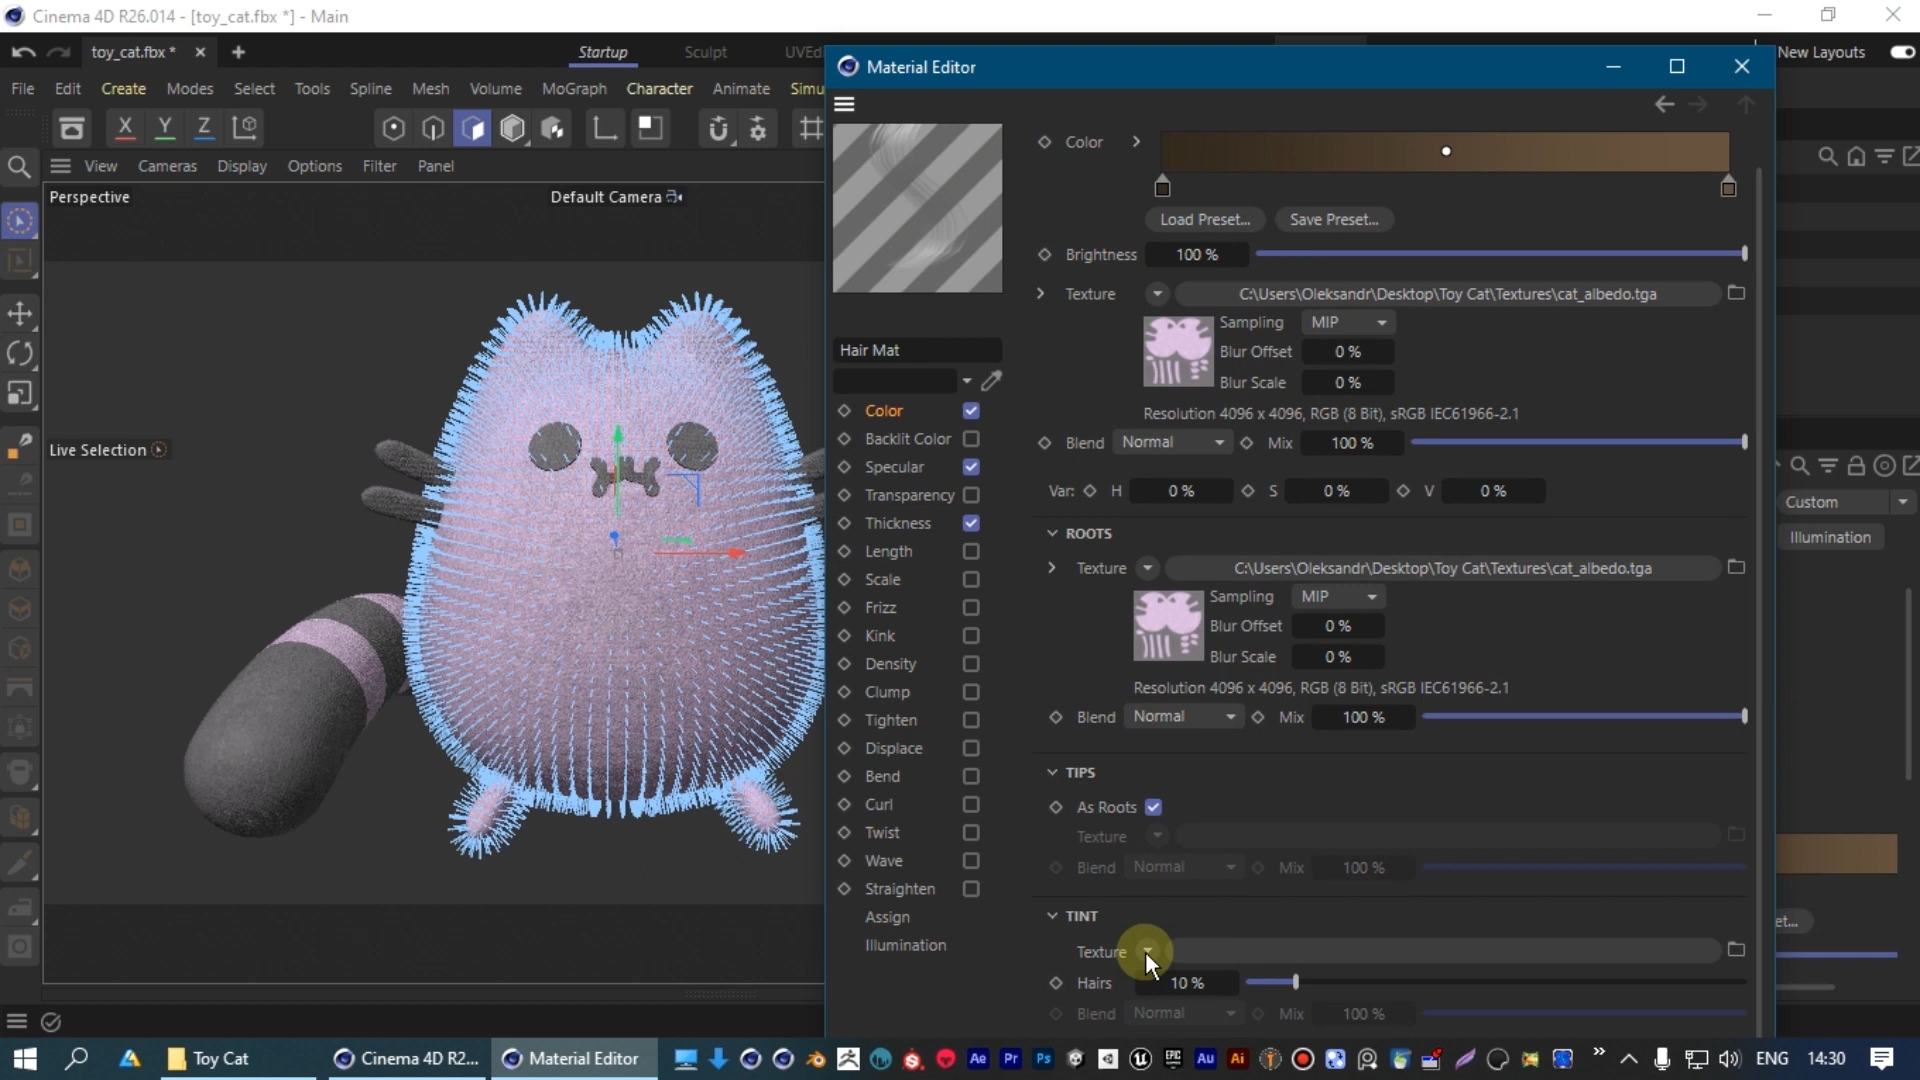 Cinema 4D R26.014 - [toy_cat.fbx *] - Main
toy_cat.fbx *
Startup
Sculpt
New Layouts
File Edit Create Modes Select Tools Spline Mesh Volume MoGraph Character Animate
X Y Z
View Cameras Display Options Filter Panel
Perspective
Default Camera
Live Selection
Material Editor
Color
Load Preset...
Save Preset...
Brightness 100 %
Texture C:\Users\Oleksandr\Desktop\Toy Cat\Textures\cat_albedo.tga
Sampling MIP
Blur Offset 0 %
Blur Scale 0 %
Resolution 4096 x 4096, RGB (8 Bit), sRGB IEC61966-2.1
Blend Normal Mix 100 %
Var: H 0 % S 0 % V 0 %
ROOTS
Texture C:\Users\Oleksandr\Desktop\Toy Cat\Textures\cat_albedo.tga
Sampling MIP
Blur Offset 0 %
Blur Scale 0 %
Resolution 4096 x 4096, RGB (8 Bit), sRGB IEC61966-2.1
Blend Normal Mix 100 %
TIPS
As Roots
Texture
Blend Normal Mix 100 %
TINT
Texture
Hairs 10 %
Blend Normal Mix 100 %
Hair Mat
Color
Backlit Color
Specular
Transparency
Thickness
Length
Scale
Frizz
Kink
Density
Clump
Tighten
Displace
Bend
Curl
Twist
Wave
Straighten
Assign
Illumination
Custom
Illumination
Toy Cat
Cinema 4D R2...
Material Editor
Ae Pr Ps
EPIC
Au Ai
ENG
14:30